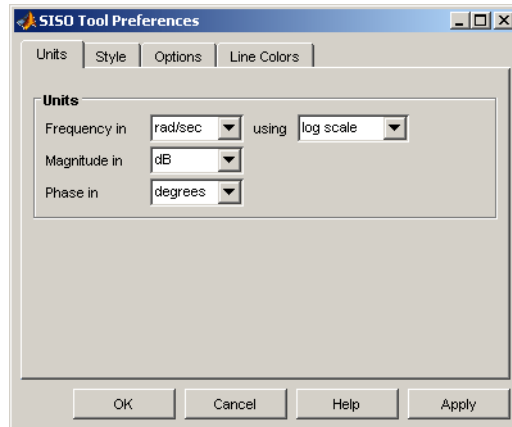 SISO Tool Preferences
Units Style Options Line Colors
Units
Frequency in rad/sec using log scale
Magnitude in dB
Phase in degrees
OK Cancel Help Apply